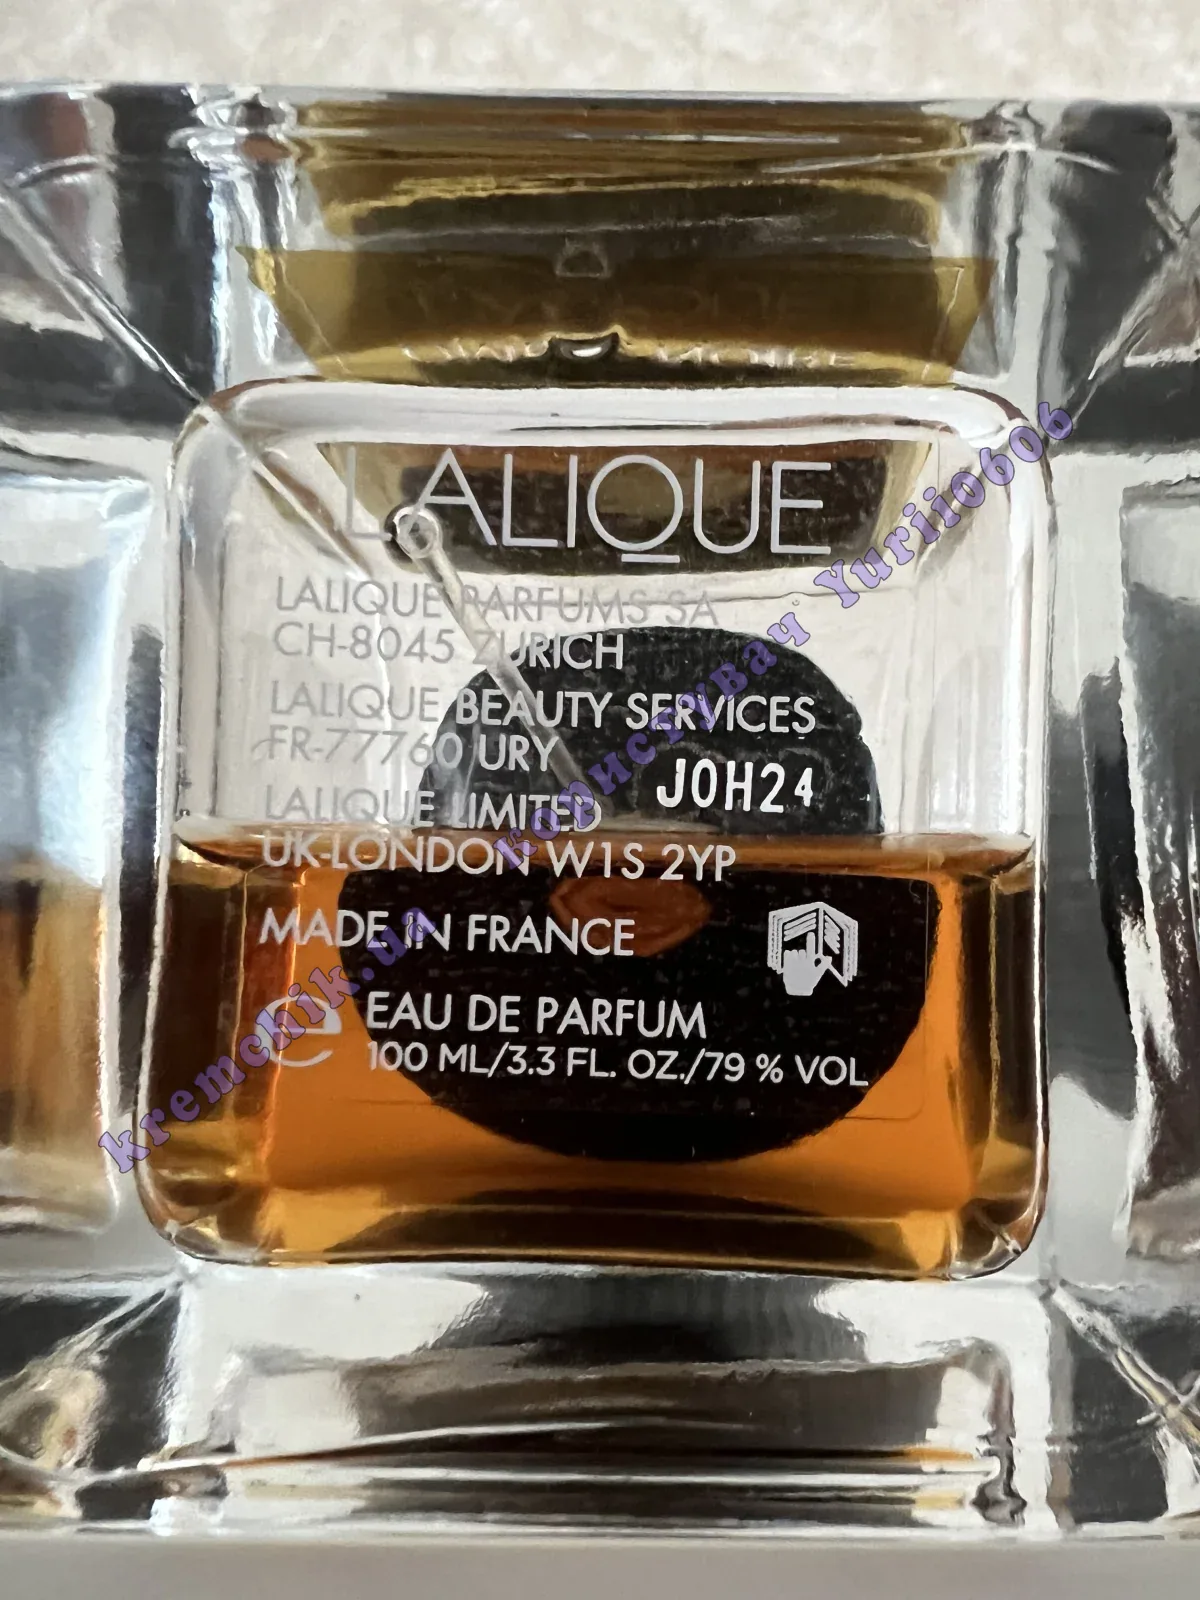 LALIQUE
LALIQUE PARFUMS SA
CH-8045 ZURICH
LALIQUE BEAUTY SERVICES
FR-77760 URY
J0H24
LALIQUE LIMITED
UK-LONDON W1S 2YP
MADE IN FRANCE
e EAU DE PARFUM
100 ML/3.3 FL. OZ./79 % VOL
kremchik.ua користувач Yurii0606